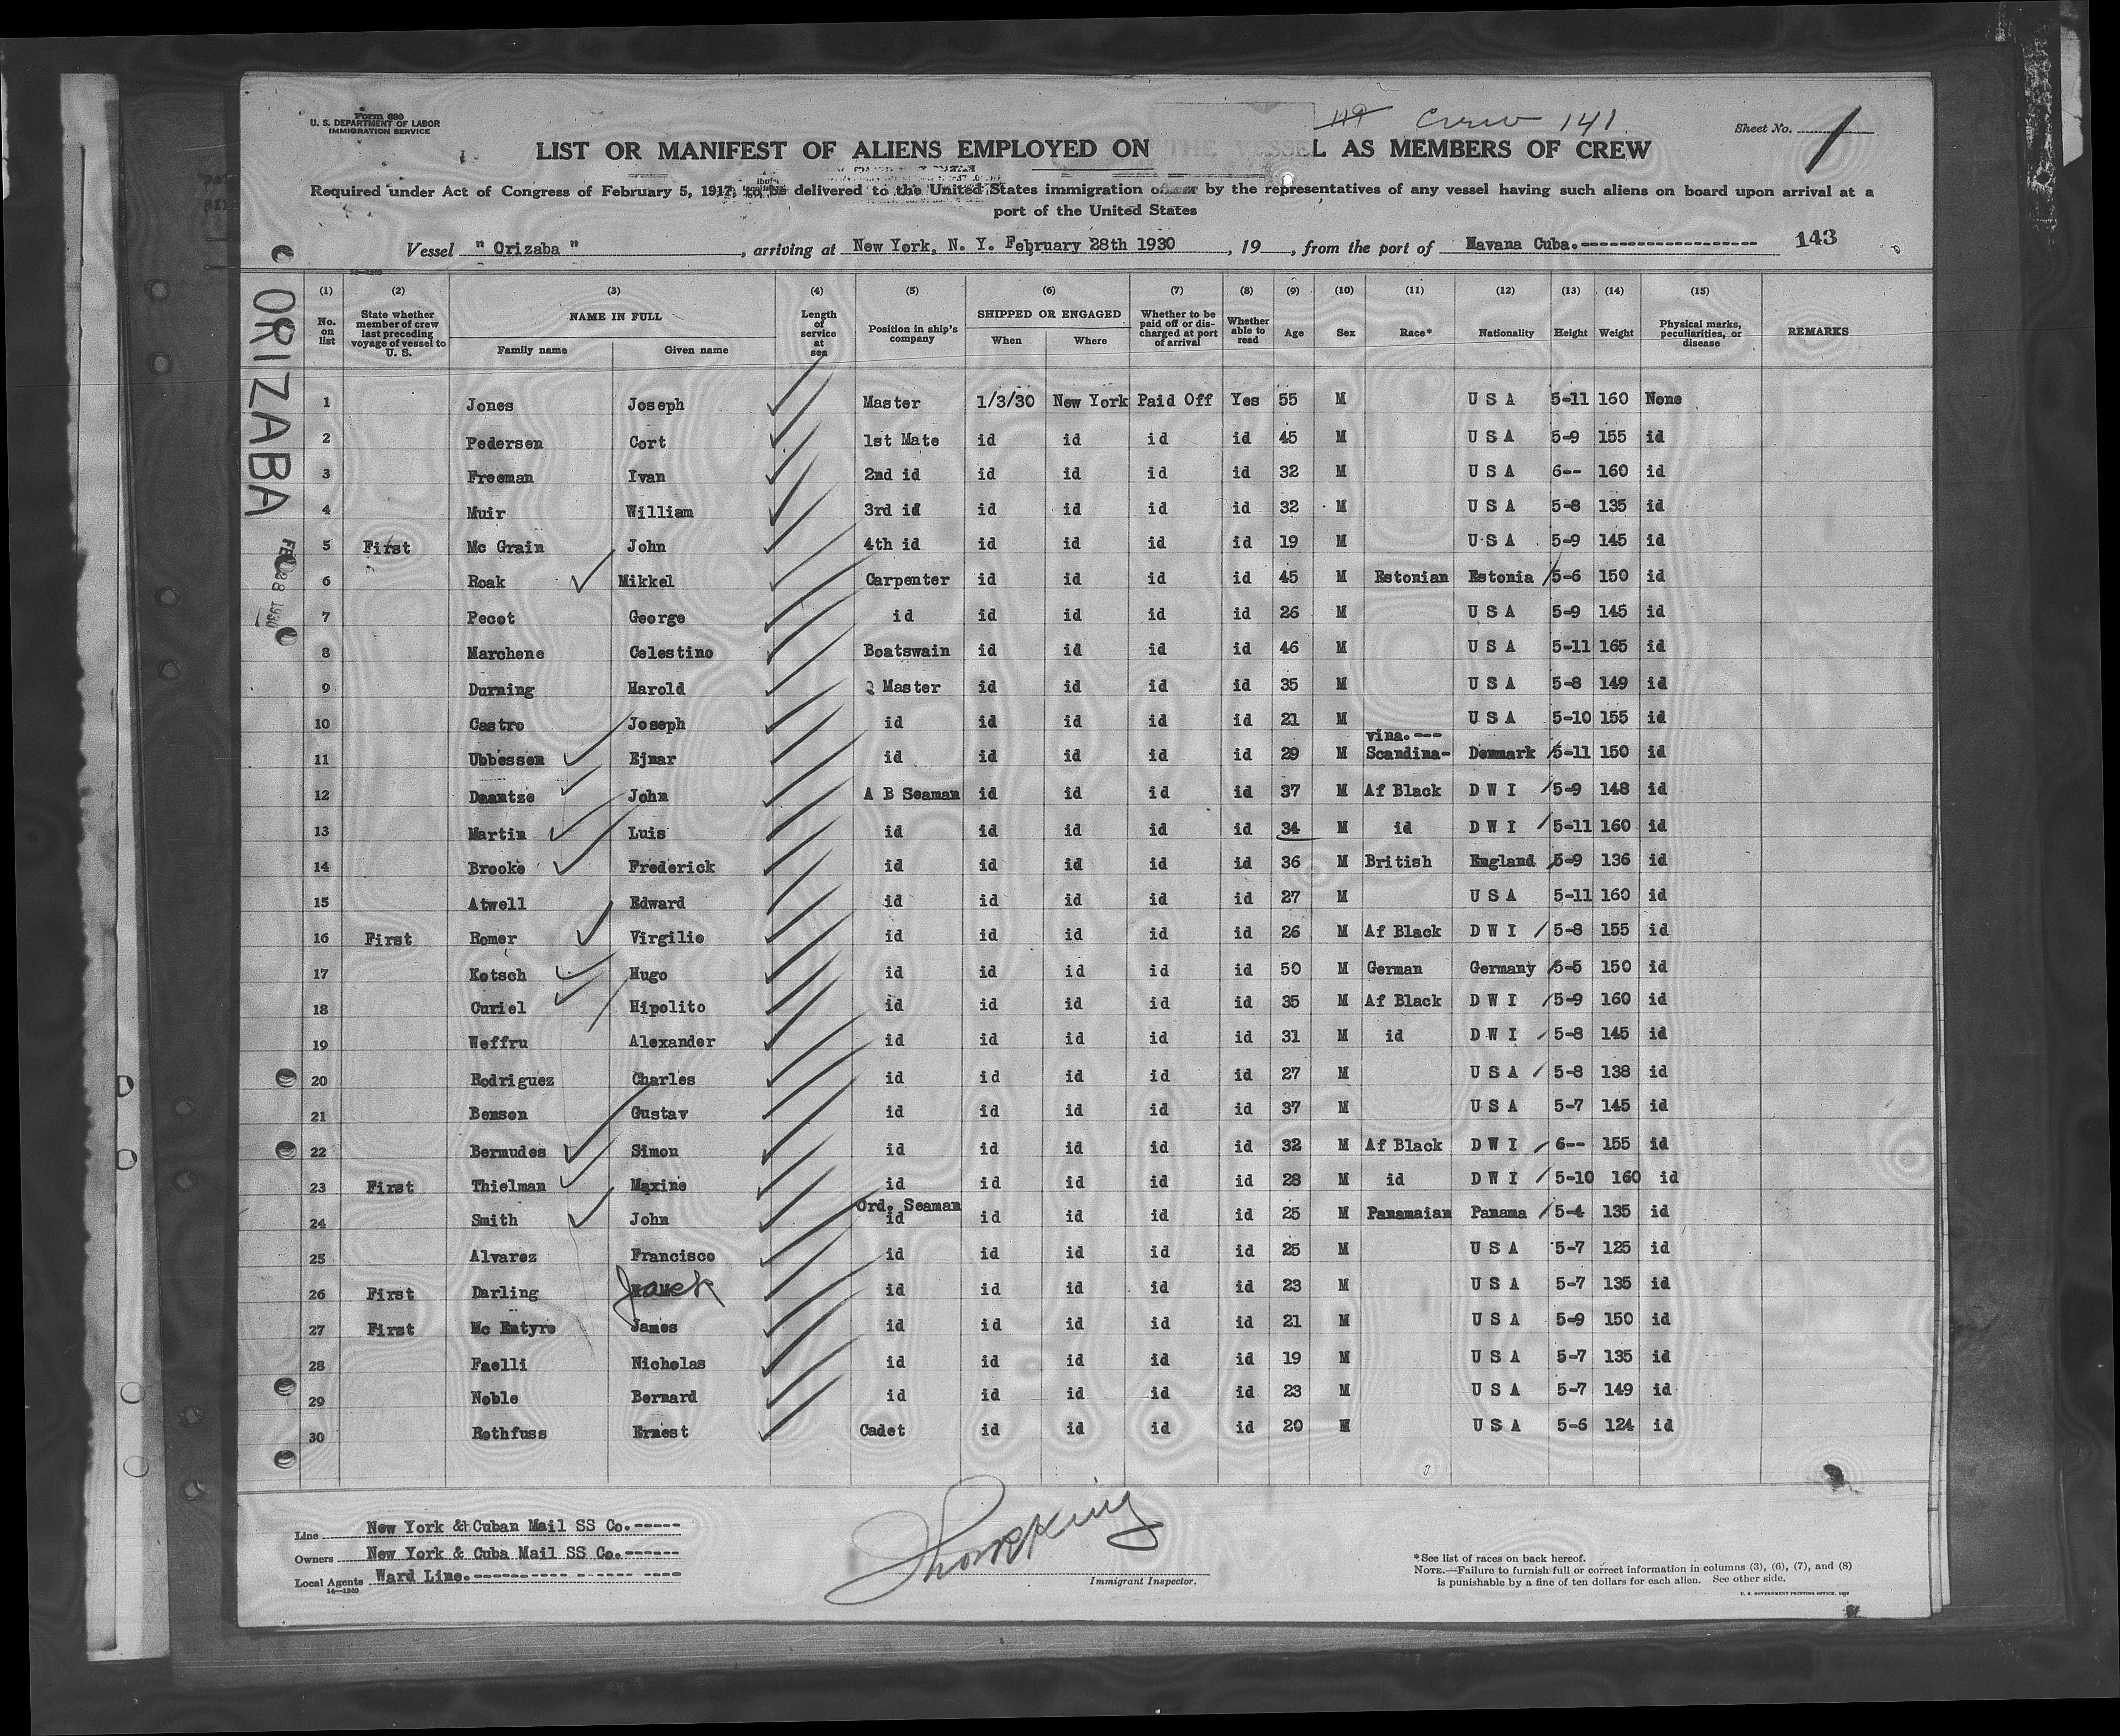 Form 680
U. S. DEPARTMENT OF LABOR
IMMIGRATION SERVICE
119 Crew 141
Sheet No. 1
LIST OR MANIFEST OF ALIENS EMPLOYED ON THE VESSEL AS MEMBERS OF CREW
Required under Act of Congress of February 5, 1917, to be delivered to the United States immigration officer by the representatives of any vessel having such aliens on board upon arrival at a
port of the United States
Vessel " Orizaba " , arriving at New York, N. Y. February 28th 1930 , 19 , from the port of Havana Cuba. 143
ORIZABA
FEB 28 1930
(1) (2) (3) (4) (5) (6) (7) (8) (9) (10) (11) (12) (13) (14) (15)
No. on list State whether member of crew last preceding voyage of vessel to U. S. NAME IN FULL Family name Given name Length of service at sea Position in ship's company SHIPPED OR ENGAGED When Where Whether to be paid off or discharged at port of arrival Whether able to read Age Sex Race* Nationality Height Weight Physical marks, peculiarities, or disease REMARKS
1 Jones Joseph Master 1/3/30 New York Paid Off Yes 55 M U S A 5-11 160 None
2 Pedersen Cort 1st Mate id id id id 45 M U S A 5-9 155 id
3 Freeman Ivan 2nd id id id id id 32 M U S A 6-- 160 id
4 Muir William 3rd id id id id id 32 M U S A 5-8 135 id
5 First Mc Grain John 4th id id id id id 19 M U S A 5-9 145 id
6 Roak Mikkel Carpenter id id id id 45 M Estonian Estonia 5-6 150 id
7 Pecot George id id id id id 26 M U S A 5-9 145 id
8 Marchene Celestino Boatswain id id id id 46 M U S A 5-11 165 id
9 Durning Harold Q Master id id id id 35 M U S A 5-8 149 id
10 Castro Joseph id id id id id 21 M U S A 5-10 155 id
vina. ---
11 Ubbessen Ejnar id id id id id 29 M Scandina- Denmark 5-11 150 id
12 Daantze John A B Seaman id id id id 37 M Af Black D W I 5-9 148 id
13 Martin Luis id id id id id 34 M id D W I 5-11 160 id
14 Brooke Frederick id id id id id 36 M British England 5-9 136 id
15 Atwell Edward id id id id id 27 M U S A 5-11 160 id
16 First Romer Virgilio id id id id id 26 M Af Black D W I 5-8 155 id
17 Kotsch Hugo id id id id id 50 M German Germany 5-5 150 id
18 Curiel Hipolito id id id id id 35 M Af Black D W I 5-9 160 id
19 Weffru Alexander id id id id id 31 M id D W I 5-8 145 id
20 Rodriguez Charles id id id id id 27 M U S A 5-8 138 id
21 Benson Gustav id id id id id 37 M U S A 5-7 145 id
22 Bermudes Simon id id id id id 32 M Af Black D W I 6-- 155 id
23 First Thielman Maxine id id id id id 28 M id D W I 5-10 160 id
Ord. Seaman
24 Smith John id id id id id 25 M Panamaian Panama 5-4 135 id
25 Alvarez Francisco id id id id id 25 M U S A 5-7 125 id
26 First Darling id id id id id 23 M U S A 5-7 135 id
27 First Mc Entyre James id id id id id 21 M U S A 5-9 150 id
28 Faelli Nicholas id id id id id 19 M U S A 5-7 135 id
29 Noble Bernard id id id id id 23 M U S A 5-7 149 id
30 Rothfuss Ernest Cadet id id id id 20 M U S A 5-6 124 id
Line New York & Cuban Mail SS Co.-----
Owners New York & Cuba Mail SS Co.------
Local Agents Ward Line.
14-1240
Immigrant Inspector.
*See list of races on back hereof.
NOTE.—Failure to furnish full or correct information in columns (3), (6), (7), and (8)
is punishable by a fine of ten dollars for each alien. See other side.
U. S. GOVERNMENT PRINTING OFFICE